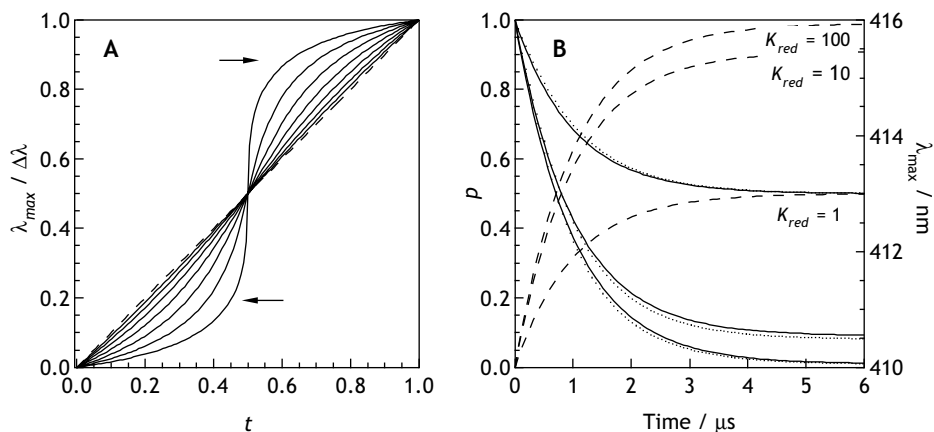 A
1.0
0.8
0.6
0.4
0.2
0.0
λmax / Δλ
0.0 0.2 0.4 0.6 0.8 1.0
t
B
1.0
0.8
0.6
0.4
0.2
0.0
p
Kred = 100
Kred = 10
Kred = 1
416
414
412
410
λmax / nm
0 1 2 3 4 5 6
Time / μs